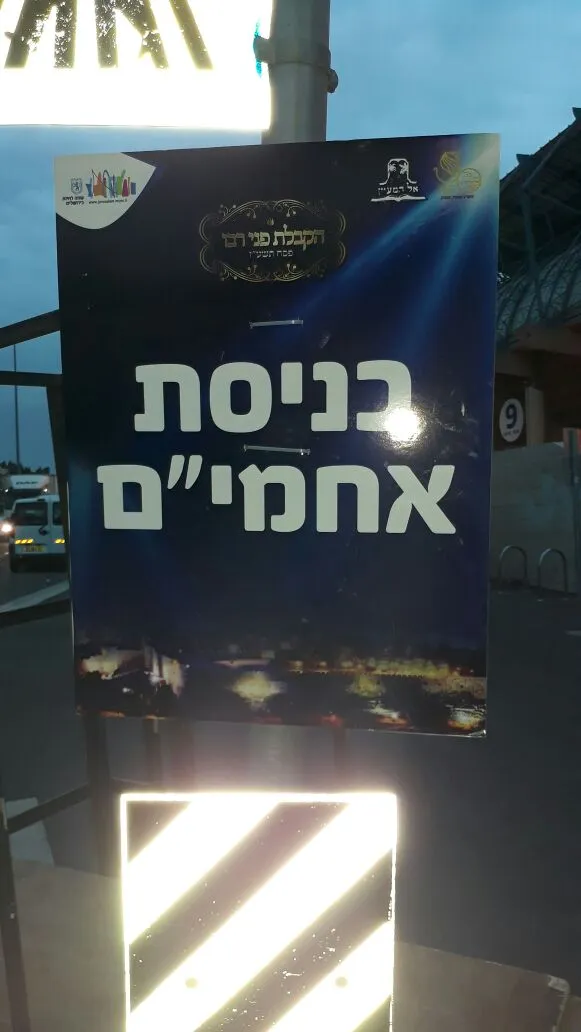 אל המעיין
הקבלת פני רבו
פסח תשע"ז
כניסת
אחמי"ם
9